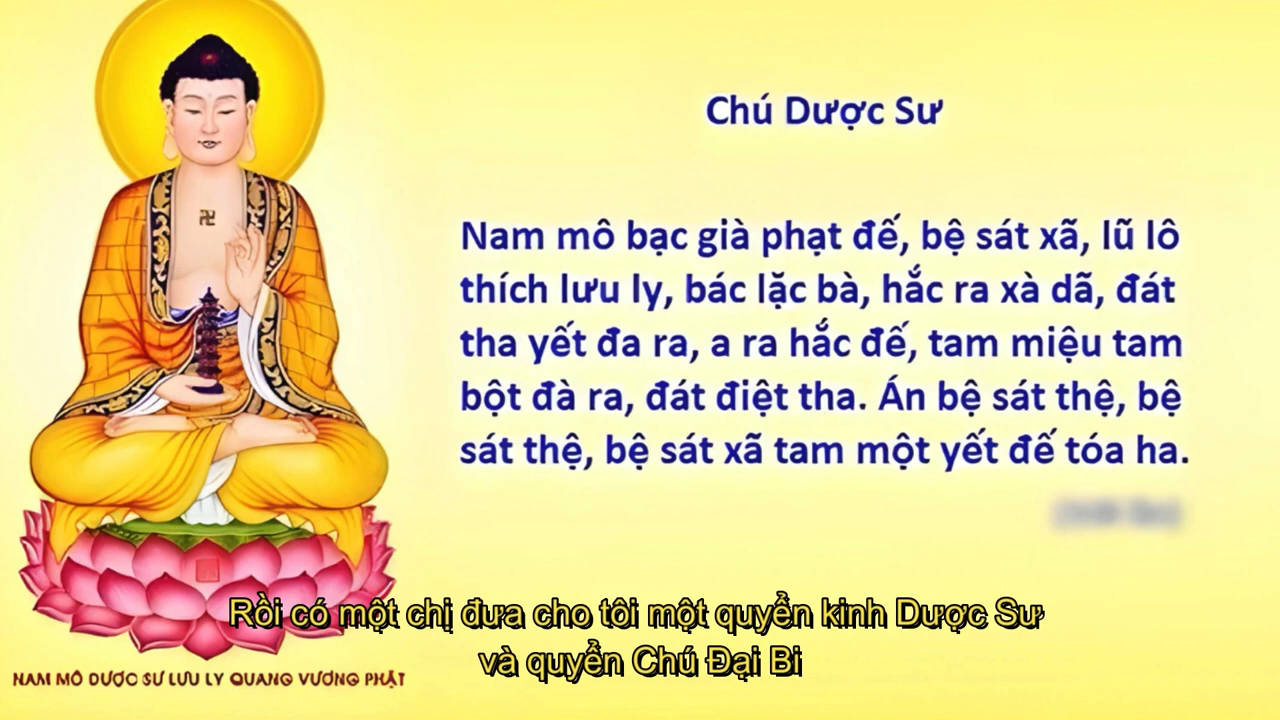 Chú Dược Sư
Nam mô bạc già phạt đế, bệ sát xã, lũ lô
thích lưu ly, bác lặc bà, hắc ra xà dã, đát
tha yết đa ra, a ra hắc đế, tam miệu tam
bột đà ra, đát điệt tha. Án bệ sát thệ, bệ
sát thệ, bệ sát xã tam một yết đế tóa ha.
Rồi có một chị đưa cho tôi một quyển kinh Dược Sư
và quyển Chú Đại Bi
NAM MÔ DƯỢC SƯ LƯU LY QUANG VƯƠNG PHẬT